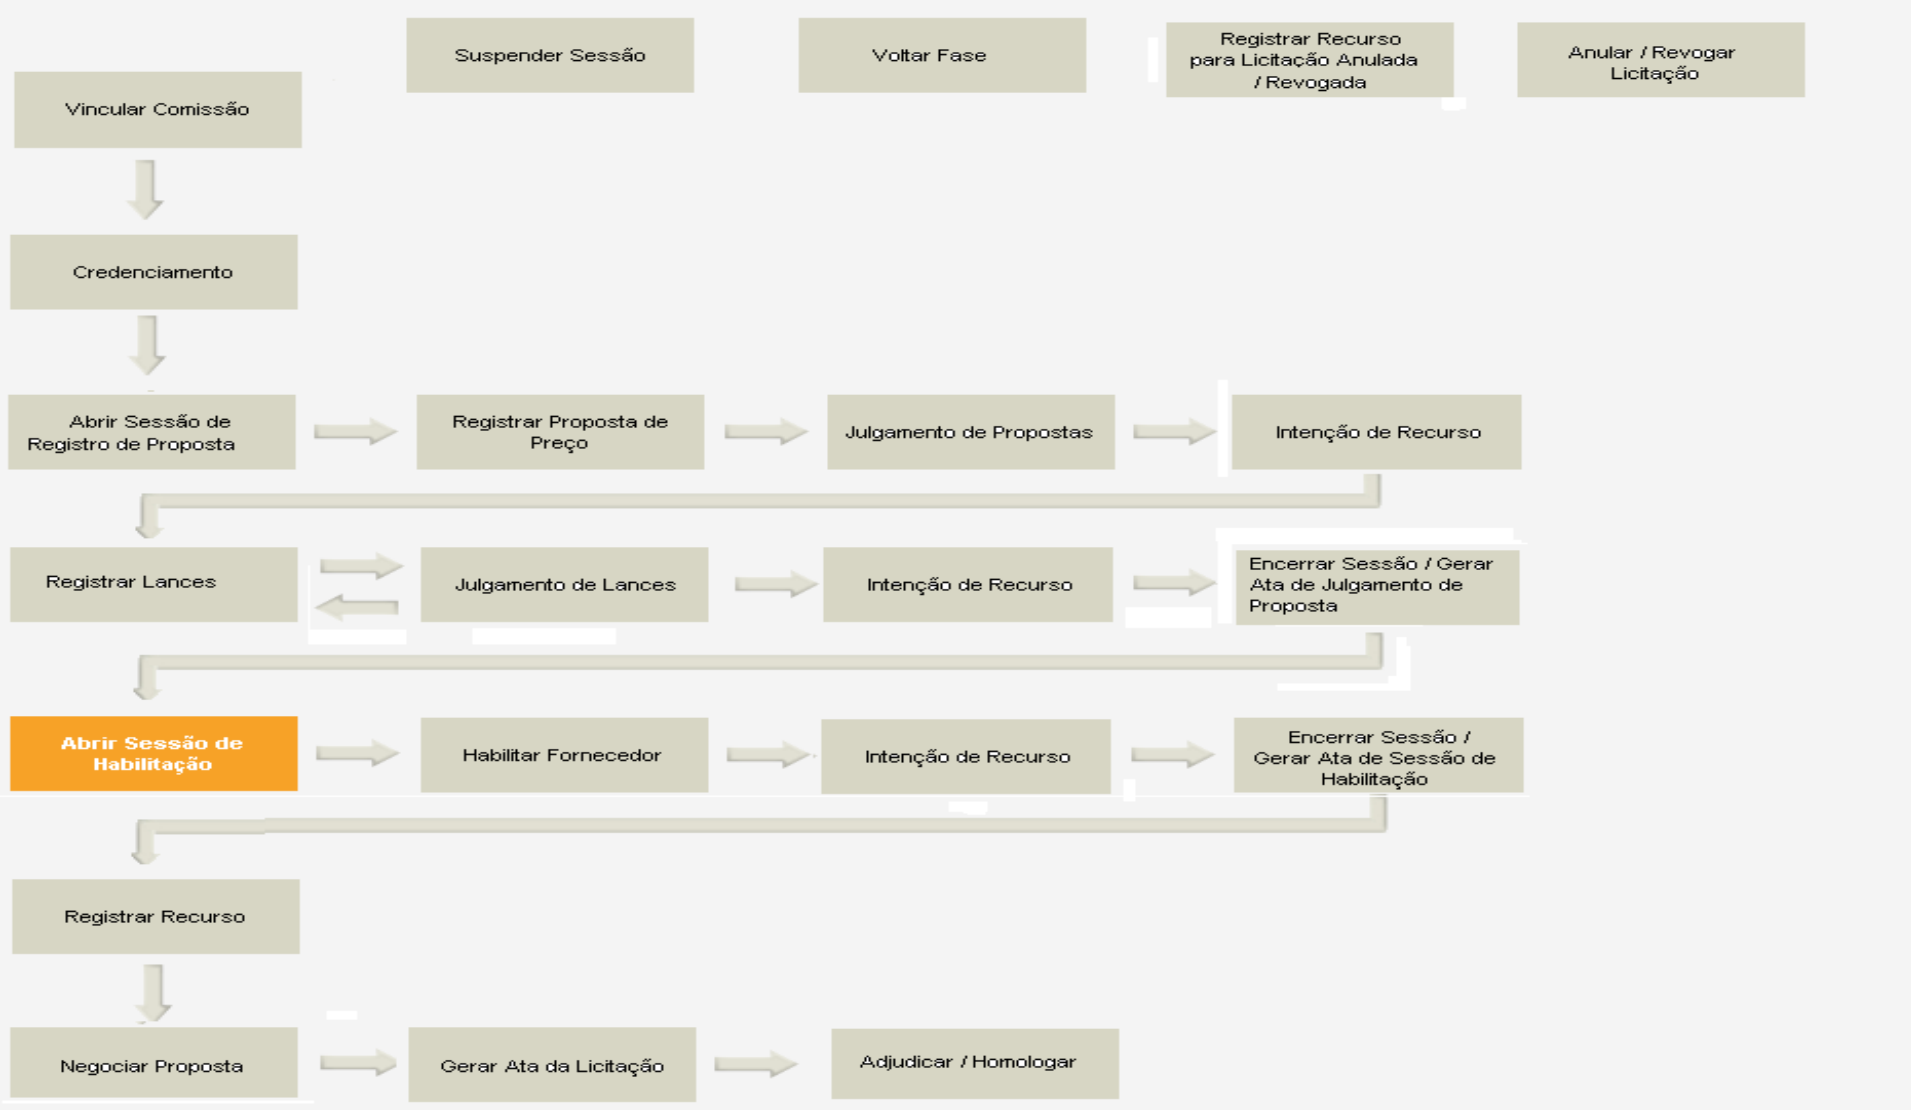 Suspender Sessão
Voltar Fase
Registrar Recurso
para Licitação Anulada
/ Revogada
Anular / Revogar
Licitação
Vincular Comissão
Credenciamento
Abrir Sessão de
Registro de Proposta
Registrar Proposta de
Preço
Julgamento de Propostas
Intenção de Recurso
Registrar Lances
Julgamento de Lances
Intenção de Recurso
Encerrar Sessão / Gerar
Ata de Julgamento de
Proposta
Abrir Sessão de
Habilitação
Habilitar Fornecedor
Intenção de Recurso
Encerrar Sessão /
Gerar Ata de Sessão de
Habilitação
Registrar Recurso
Negociar Proposta
Gerar Ata da Licitação
Adjudicar / Homologar